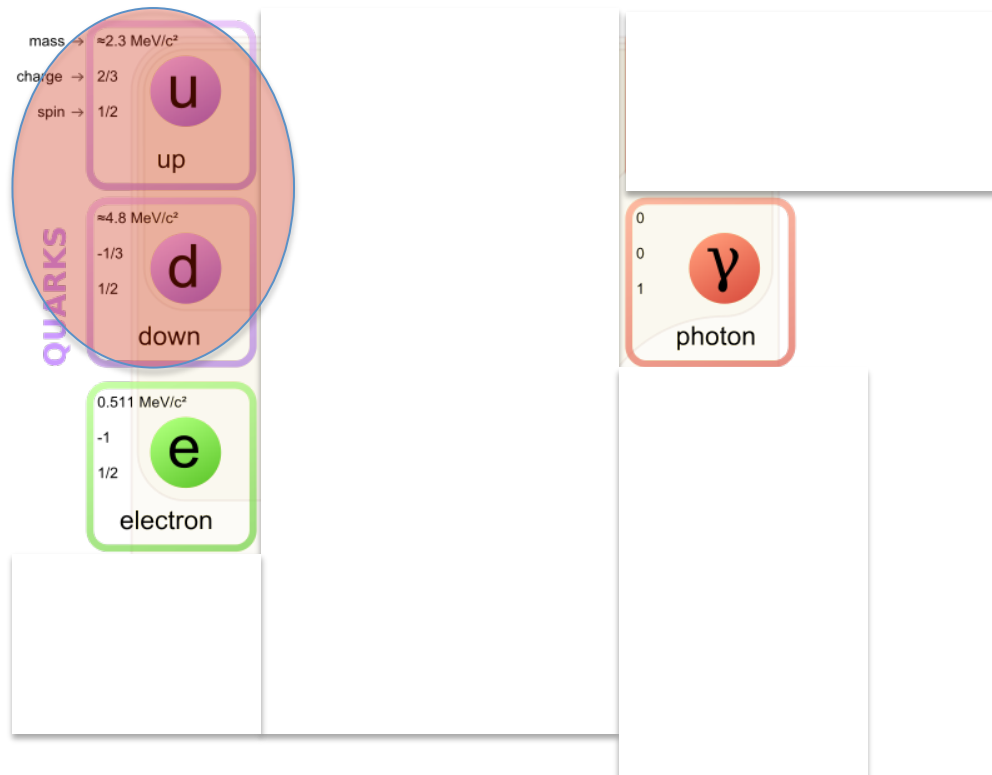 mass → ≈2.3 MeV/c²
charge → 2/3
spin → 1/2
u
up
QUARKS
≈4.8 MeV/c²
-1/3
1/2
d
down
0
0
1
γ
photon
0.511 MeV/c²
-1
1/2
e
electron